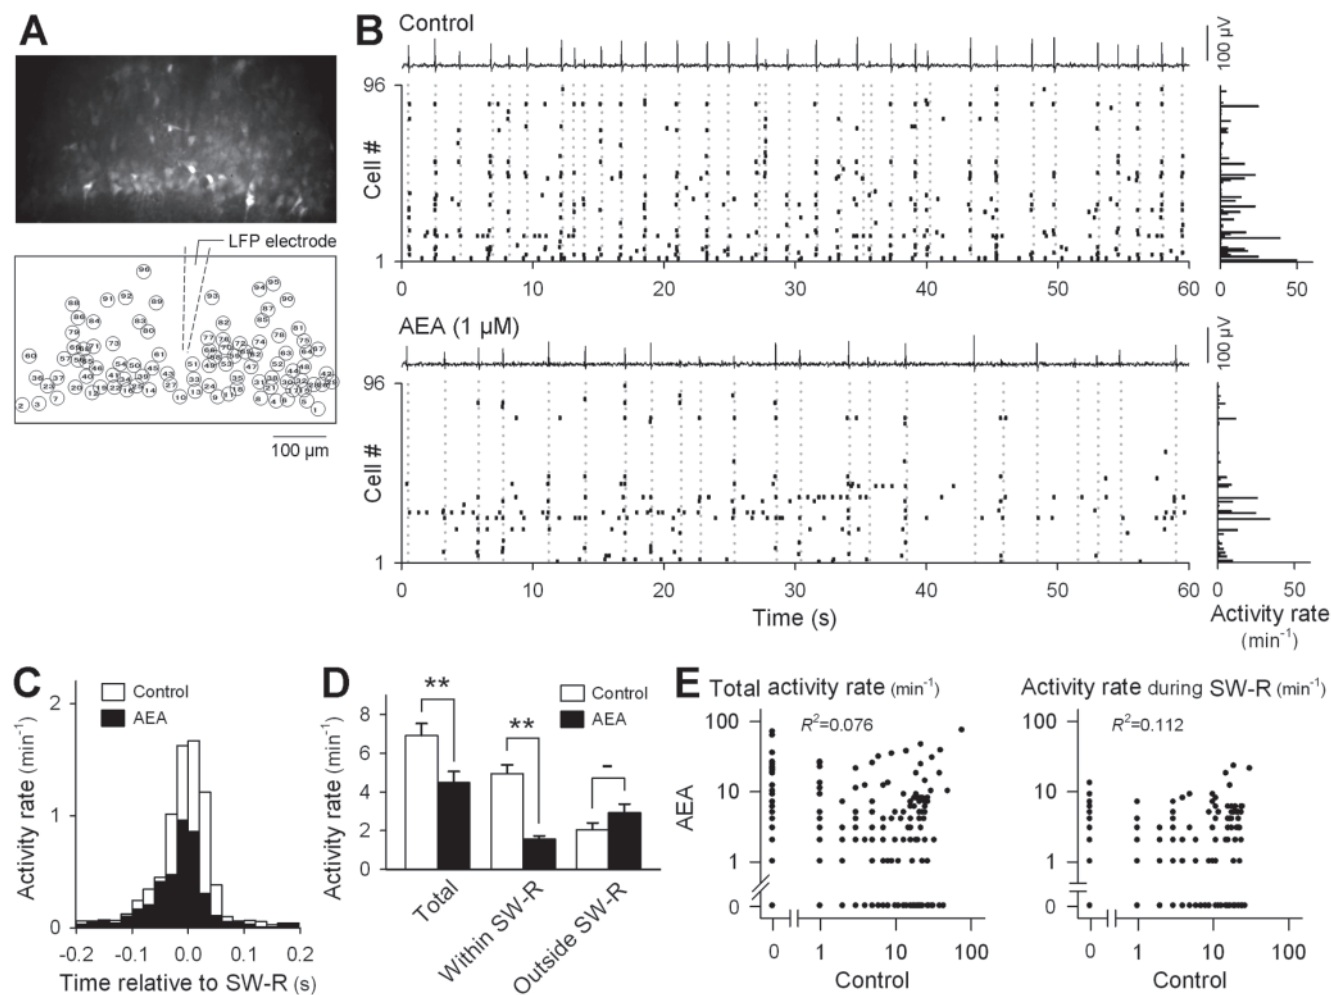 A
LFP electrode
100 µm
B
Control
100 µV
96
Cell #
1
0 10 20 30 40 50 60
0 50
AEA (1 µM)
100 µV
96
Cell #
1
0 10 20 30 40 50 60
Time (s)
0 50
Activity rate
(min⁻¹)
C
Control
AEA
2
1
0
Activity rate (min⁻¹)
-0.2 -0.1 0.0 0.1 0.2
Time relative to SW-R (s)
D
Control
AEA
**
**
–
8
6
4
2
0
Activity rate (min⁻¹)
Total
Within SW-R
Outside SW-R
E
Total activity rate (min⁻¹)
R²=0.076
100
10
1
0
AEA
0 1 10 100
Control
Activity rate during SW-R (min⁻¹)
R²=0.112
100
10
1
0
0 1 10 100
Control